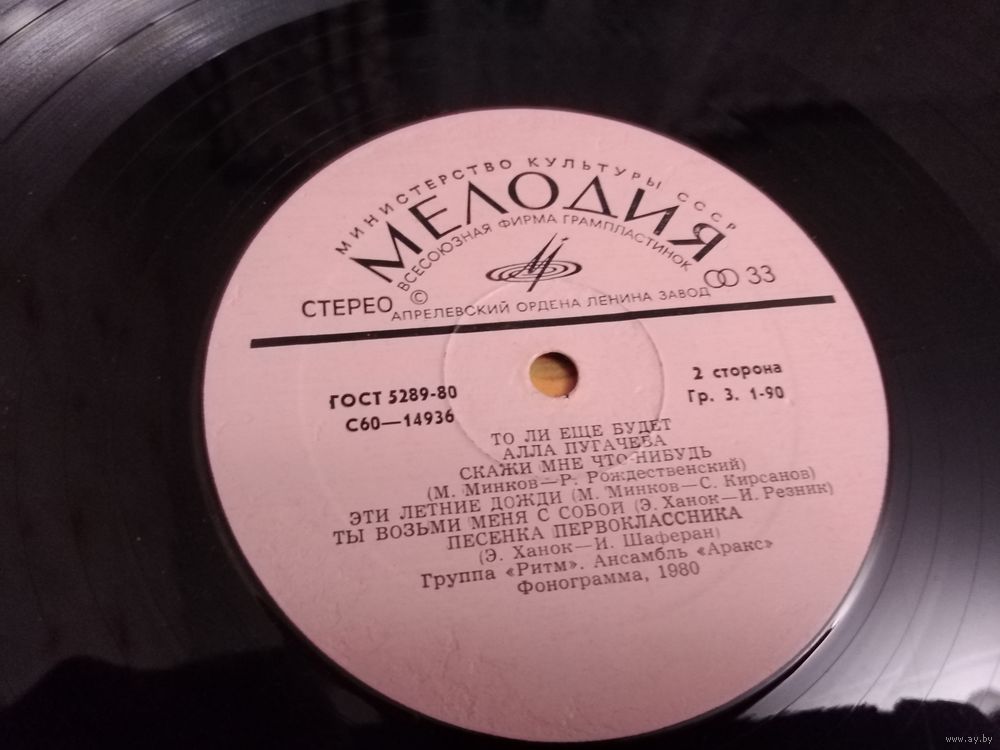 МИНИСТЕРСТВО КУЛЬТУРЫ СССР
МЕЛОДИЯ
ВСЕСОЮЗНАЯ ФИРМА ГРАМПЛАСТИНОК
©
СТЕРЕО
33
АПРЕЛЕВСКИЙ ОРДЕНА ЛЕНИНА ЗАВОД
ГОСТ 5289-80
С60—14936
2 сторона
Гр. 3. 1-90
ТО ЛИ ЕЩЕ БУДЕТ
АЛЛА ПУГАЧЕВА
СКАЖИ МНЕ ЧТО-НИБУДЬ
(М. Минков—Р. Рождественский)
ЭТИ ЛЕТНИЕ ДОЖДИ (М. Минков—С. Кирсанов)
ТЫ ВОЗЬМИ МЕНЯ С СОБОЙ (Э. Ханок—И. Резник)
ПЕСЕНКА ПЕРВОКЛАССНИКА
(Э. Ханок—И. Шаферан)
Группа «Ритм». Ансамбль «Аракс»
Фонограмма, 1980
www.ay.by